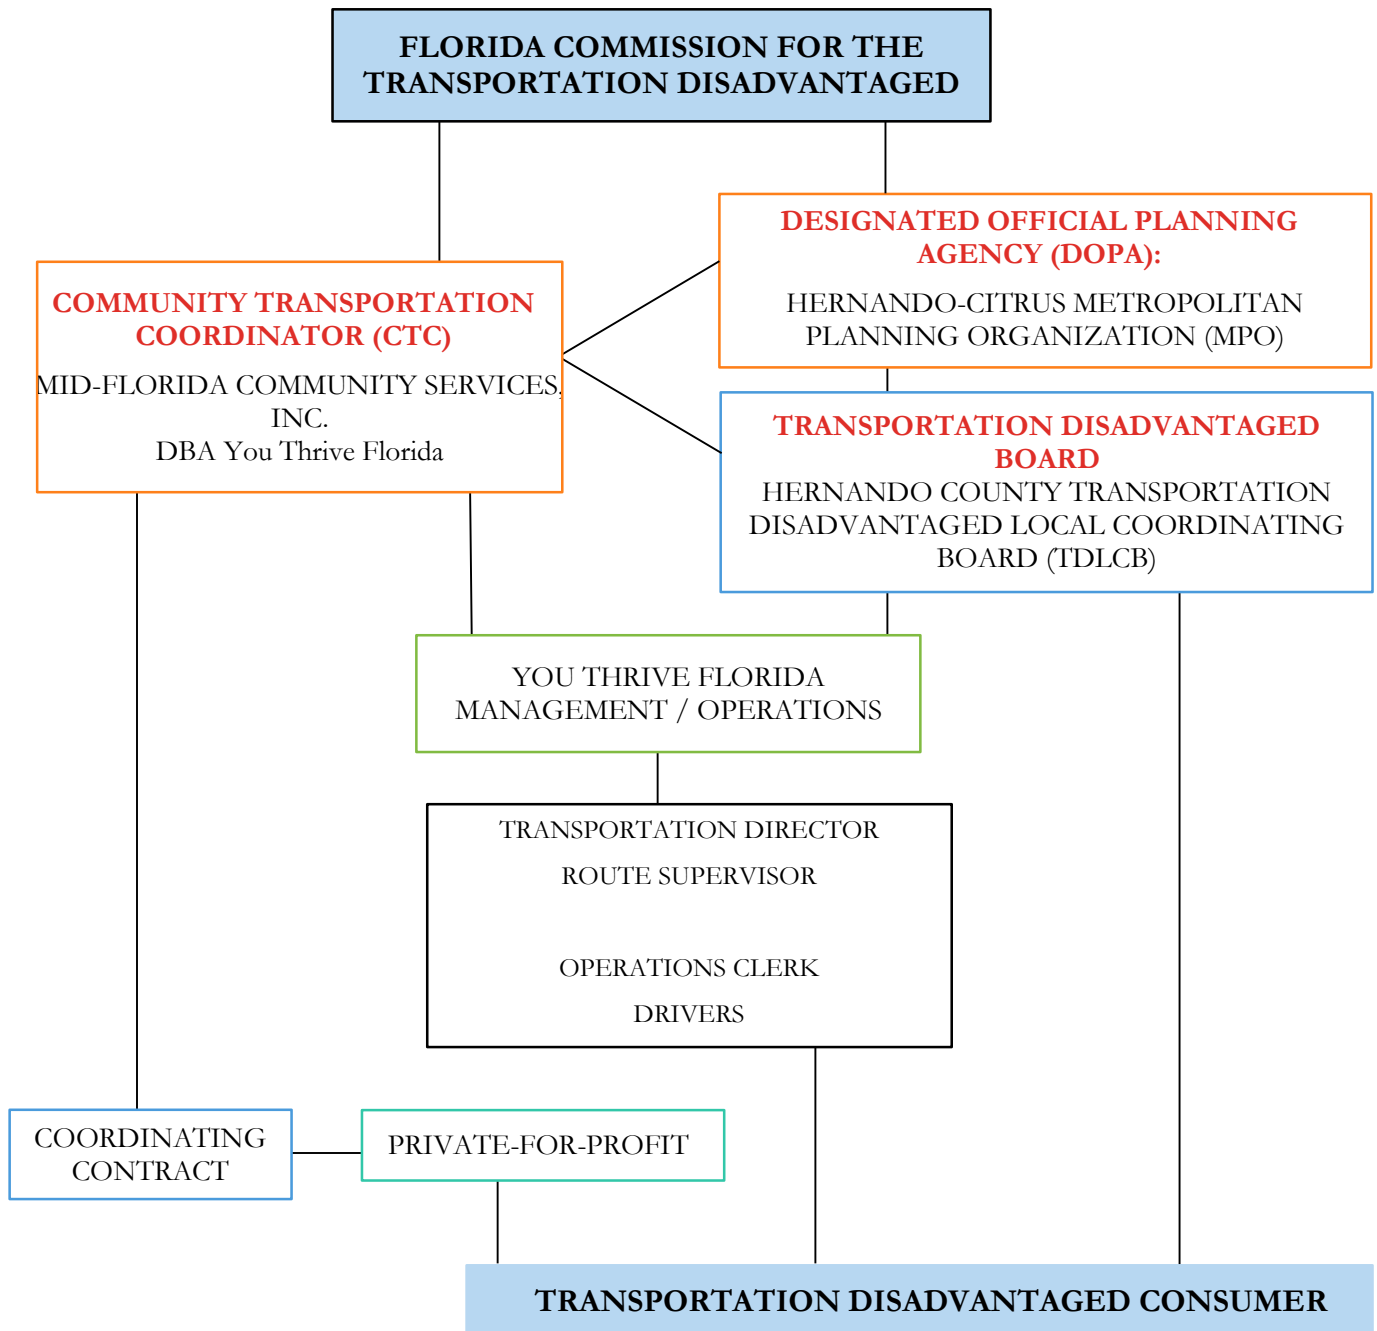 FLORIDA COMMISSION FOR THE
TRANSPORTATION DISADVANTAGED
DESIGNATED OFFICIAL PLANNING
AGENCY (DOPA):
HERNANDO-CITRUS METROPOLITAN
PLANNING ORGANIZATION (MPO)
COMMUNITY TRANSPORTATION
COORDINATOR (CTC)
MID-FLORIDA COMMUNITY SERVICES,
INC.
DBA You Thrive Florida
TRANSPORTATION DISADVANTAGED
BOARD
HERNANDO COUNTY TRANSPORTATION
DISADVANTAGED LOCAL COORDINATING
BOARD (TDLCB)
YOU THRIVE FLORIDA
MANAGEMENT / OPERATIONS
TRANSPORTATION DIRECTOR
ROUTE SUPERVISOR
OPERATIONS CLERK
DRIVERS
COORDINATING
CONTRACT
PRIVATE-FOR-PROFIT
TRANSPORTATION DISADVANTAGED CONSUMER